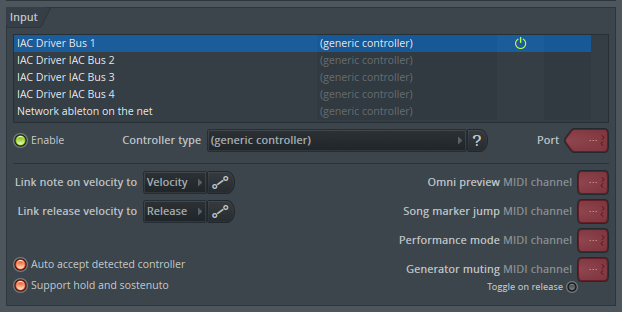 Input
IAC Driver Bus 1 (generic controller)
IAC Driver IAC Bus 2 (generic controller)
IAC Driver IAC Bus 3 (generic controller)
IAC Driver IAC Bus 4 (generic controller)
Network ableton on the net (generic controller)
Enable Controller type (generic controller) ? Port ---
Link note on velocity to Velocity Omni preview MIDI channel ---
Link release velocity to Release Song marker jump MIDI channel ---
Performance mode MIDI channel ---
Auto accept detected controller Generator muting MIDI channel ---
Support hold and sostenuto Toggle on release